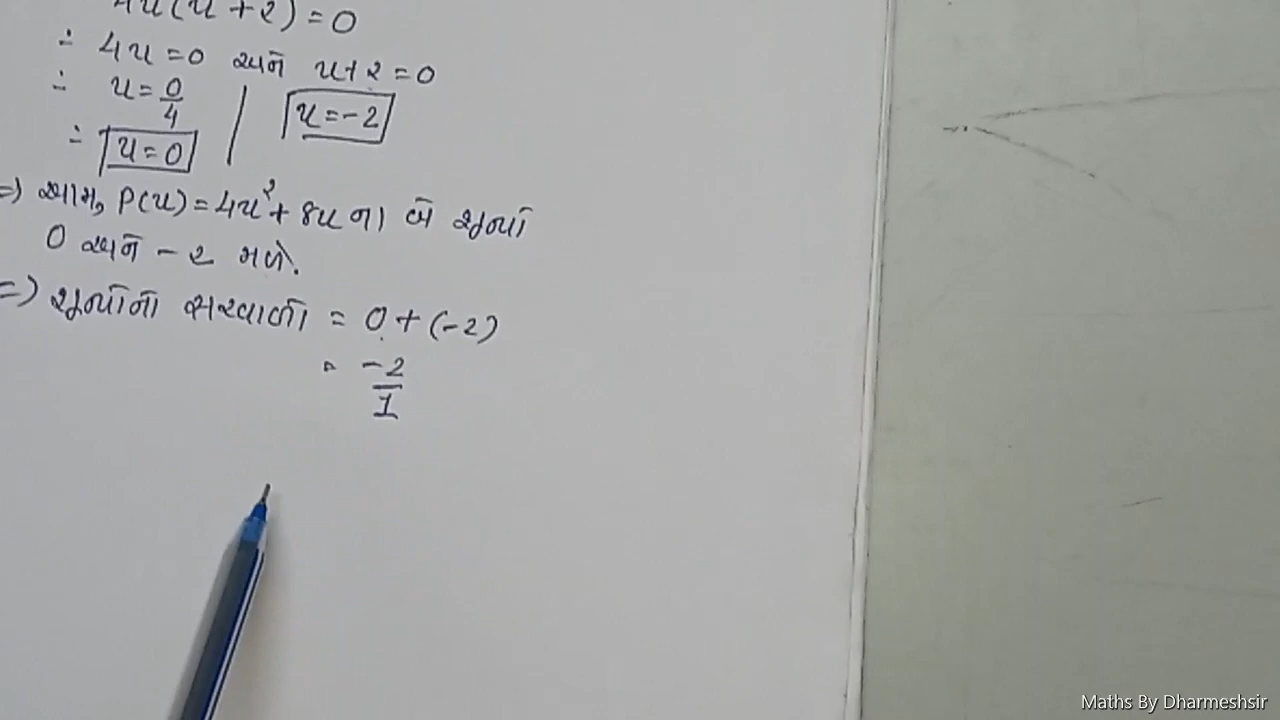 4u(u+2)=0
∴ 4u=0 અને u+2=0
∴ u=0/4 | u=-2
∴ u=0
⇒) આમ, P(u)=4u²+8u ના બે શૂન્યો
0 અને -2 મળે.
⇒) શૂન્યોનો સરવાળો = 0+(-2)
= -2/1
Maths By Dharmeshsir